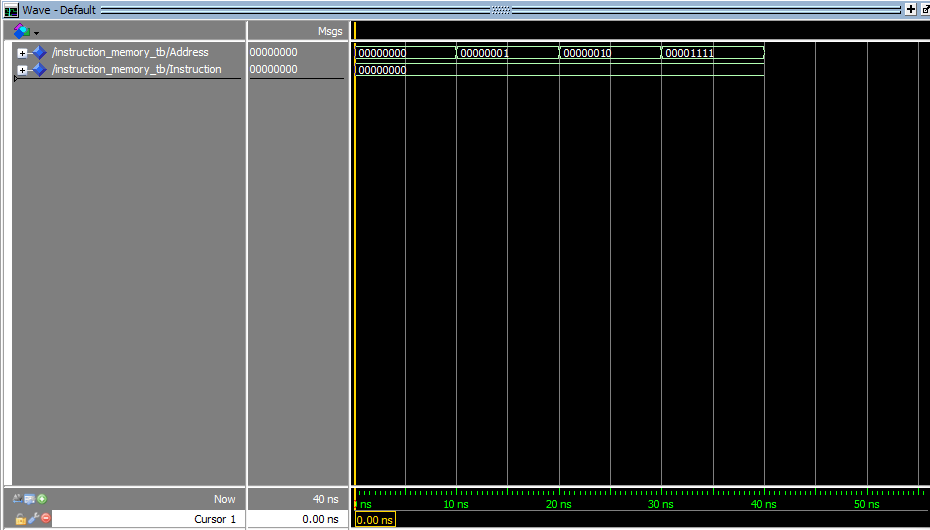 Wave - Default
Msgs
/instruction_memory_tb/Address 00000000 00000000 00000001 00000010 00001111
/instruction_memory_tb/Instruction 00000000 00000000
Now 40 ns ns 10 ns 20 ns 30 ns 40 ns 50 ns
Cursor 1 0.00 ns 0.00 ns